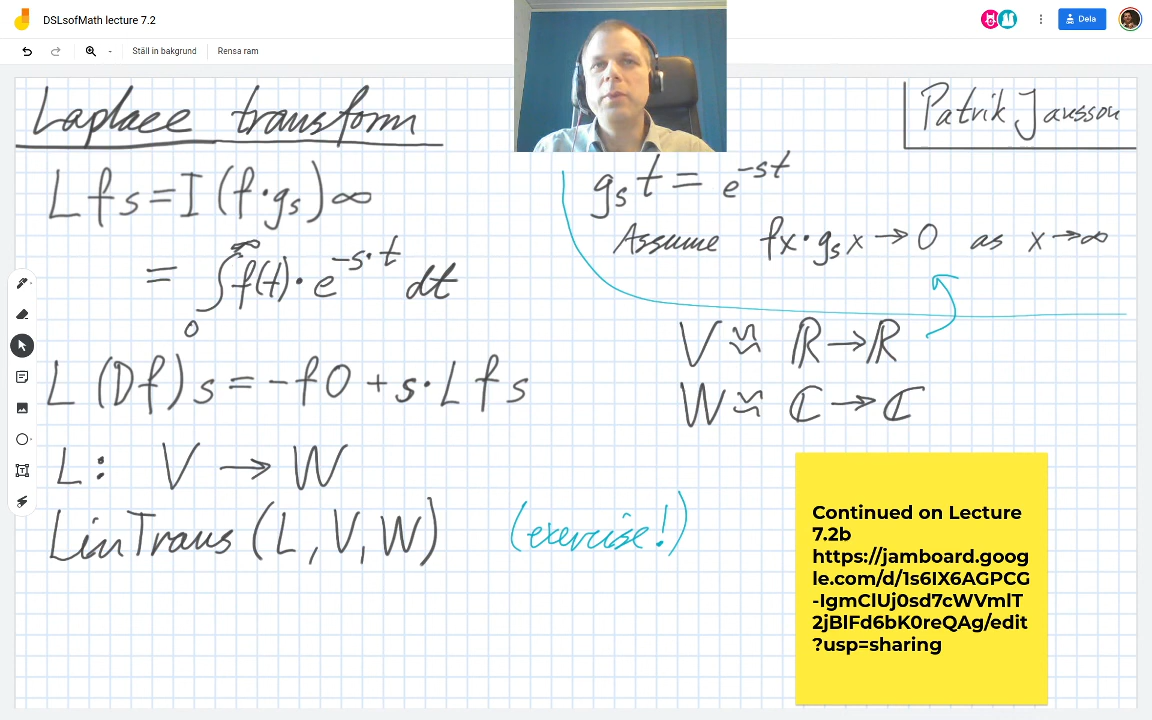 DSLsofMath lecture 7.2
Dela
Ställ in bakgrund
Rensa ram
Laplace transform
Patrik Jansson
L f s = I (f · gₛ) ∞
gₛ t = e^{-st}
Assume fx · gₛ x → 0 as x → ∞
= ∫₀^∞ f(t) · e^{-s·t} dt
V ≈ ℝ → ℝ
L (Df) s = -f 0 + s · L f s
W ≈ ℂ → ℂ
L : V → W
LinTrans (L, V, W)
(exercise!)
Continued on Lecture
7.2b
https://jamboard.goog
le.com/d/1s6IX6AGPCG
-IgmClUj0sd7cWVmlT
2jBlFd6bK0reQAg/edit
?usp=sharing